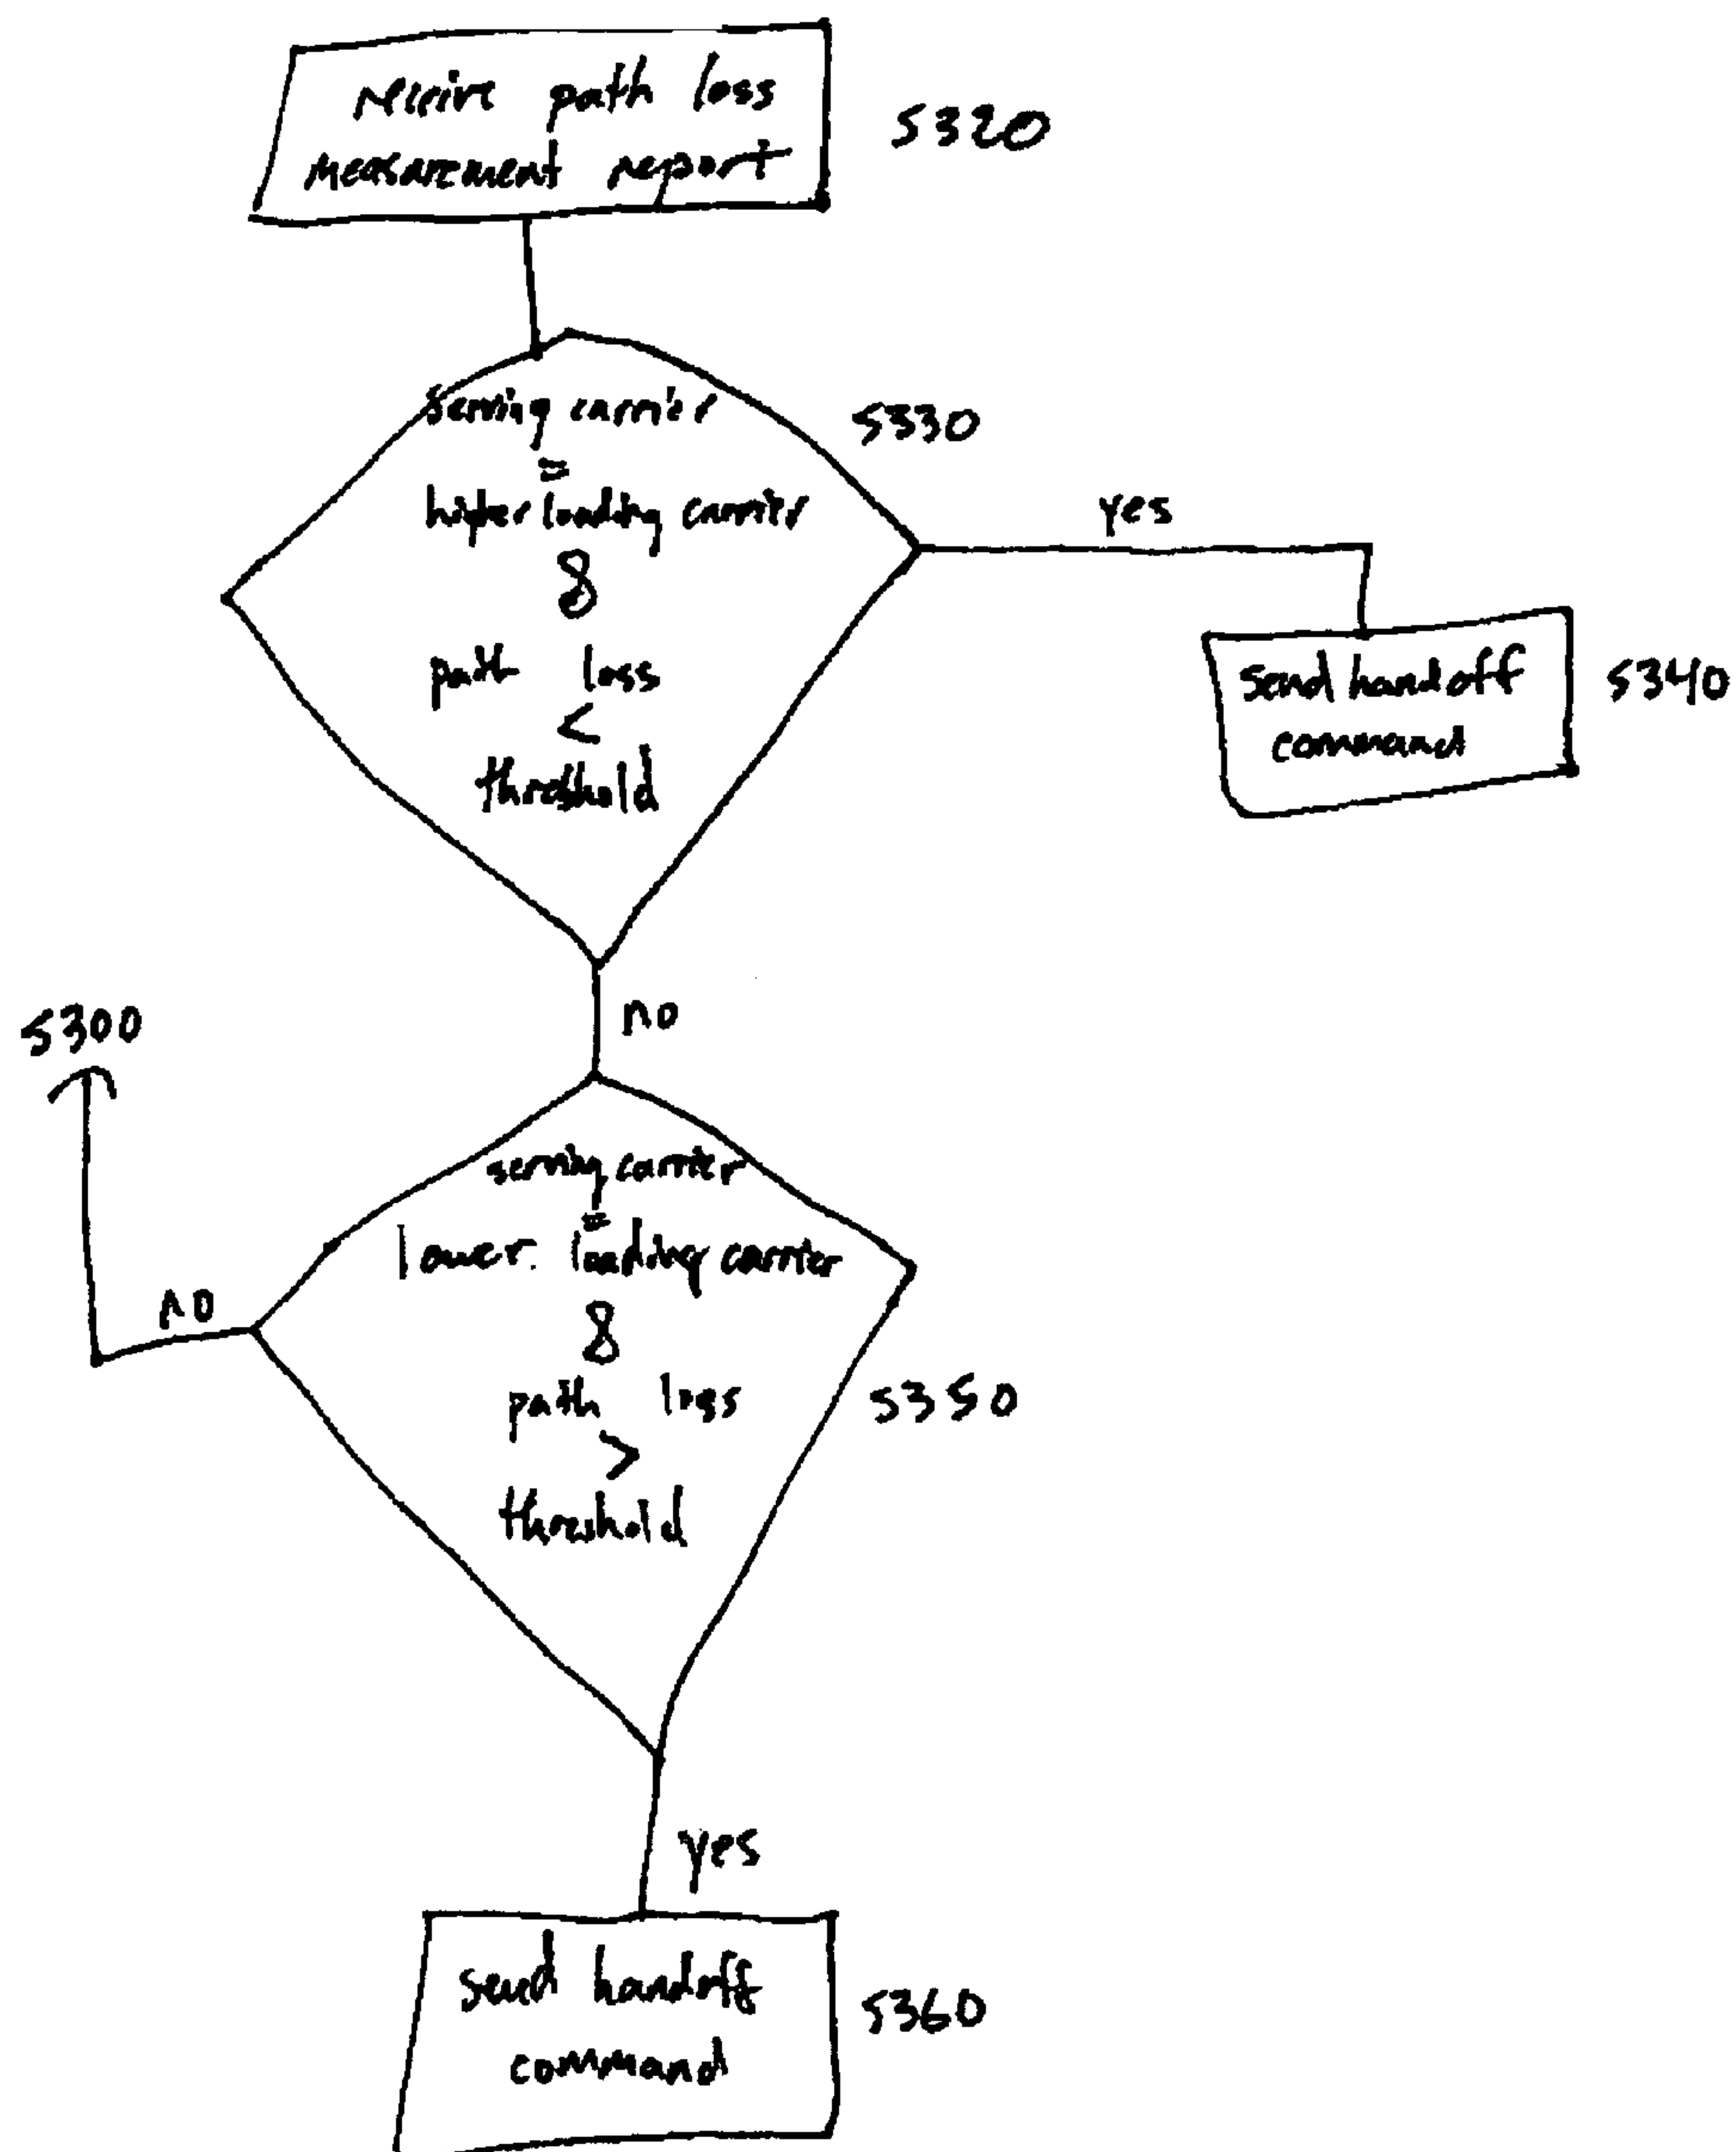 receive path loss
measurement report
S320
serving carrier
=
higher loading carrier
&
path loss
<
threshold
S330
yes
send handoff
command
S340
no
S300
no
serving carrier
=
lower loading carrier
&
path loss
>
threshold
S350
yes
send handoff
command
S360